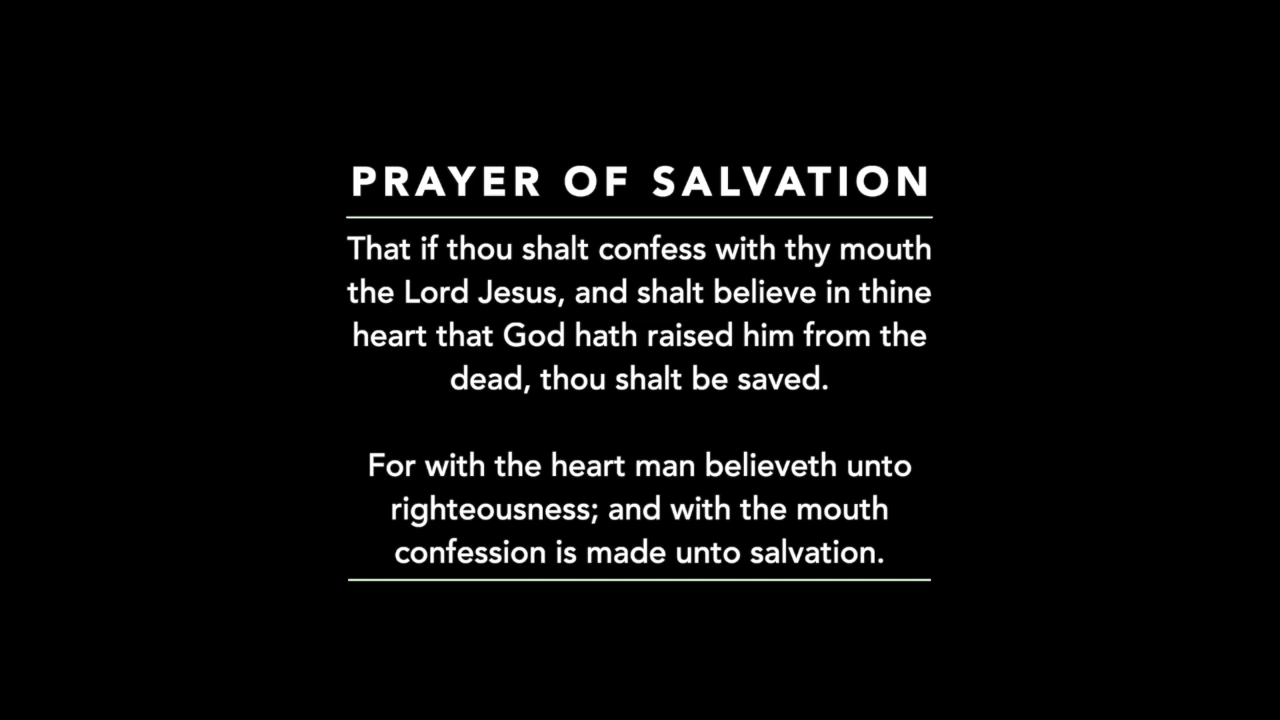 PRAYER OF SALVATION
That if thou shalt confess with thy mouth
the Lord Jesus, and shalt believe in thine
heart that God hath raised him from the
dead, thou shalt be saved.
For with the heart man believeth unto
righteousness; and with the mouth
confession is made unto salvation.